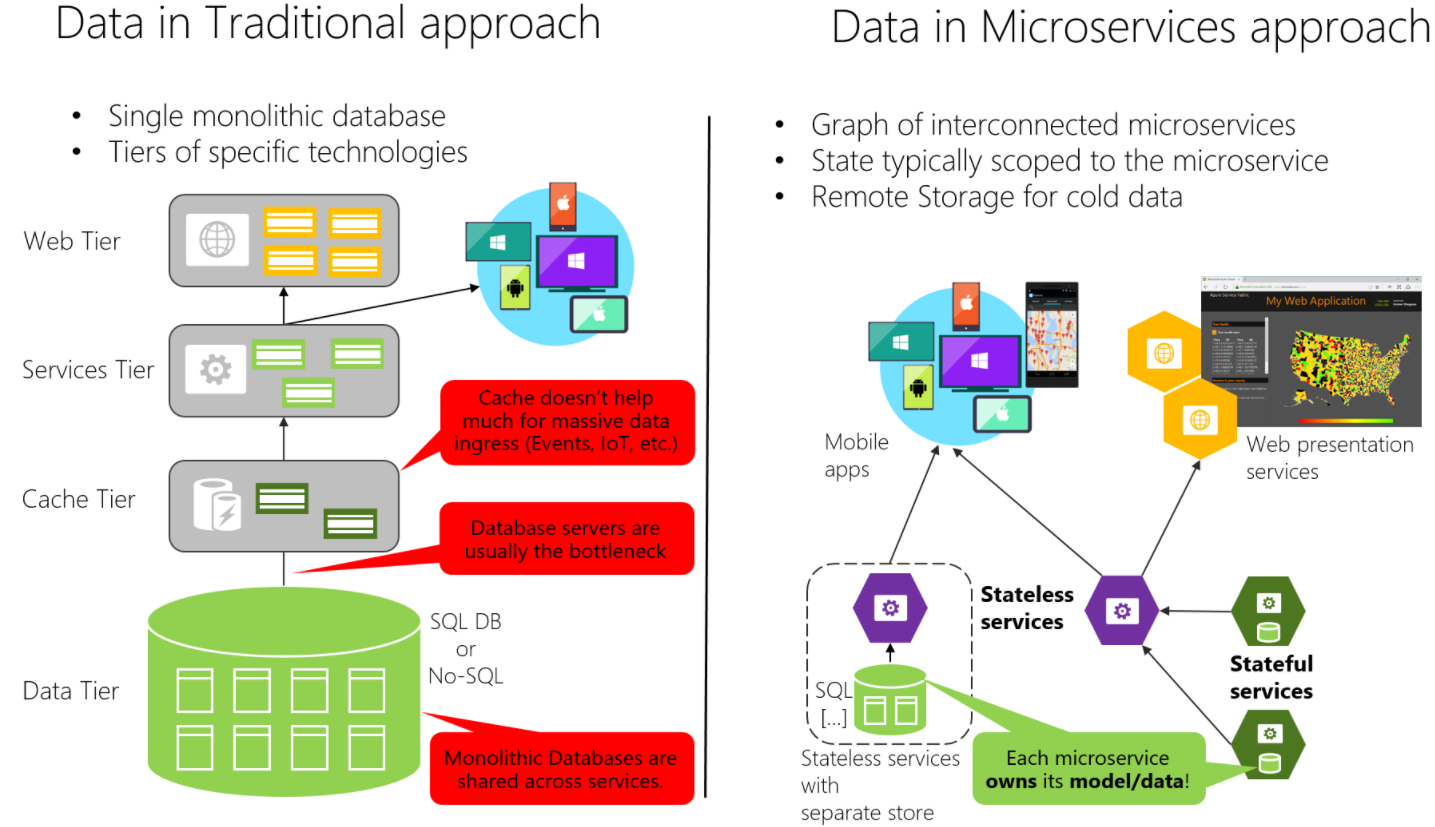 Data in Traditional approach
• Single monolithic database
• Tiers of specific technologies
Web Tier
Services Tier
Cache Tier
Data Tier
Cache doesn't help
much for massive data
ingress (Events, IoT, etc.)
Database servers are
usually the bottleneck
SQL DB
or
No-SQL
Monolithic Databases are
shared across services.
Data in Microservices approach
• Graph of interconnected microservices
• State typically scoped to the microservice
• Remote Storage for cold data
My Web Application
Mobile
apps
Web presentation
services
Stateless
services
Stateful
services
SQL
[...]
Stateless services
with
separate store
Each microservice
owns its model/data!